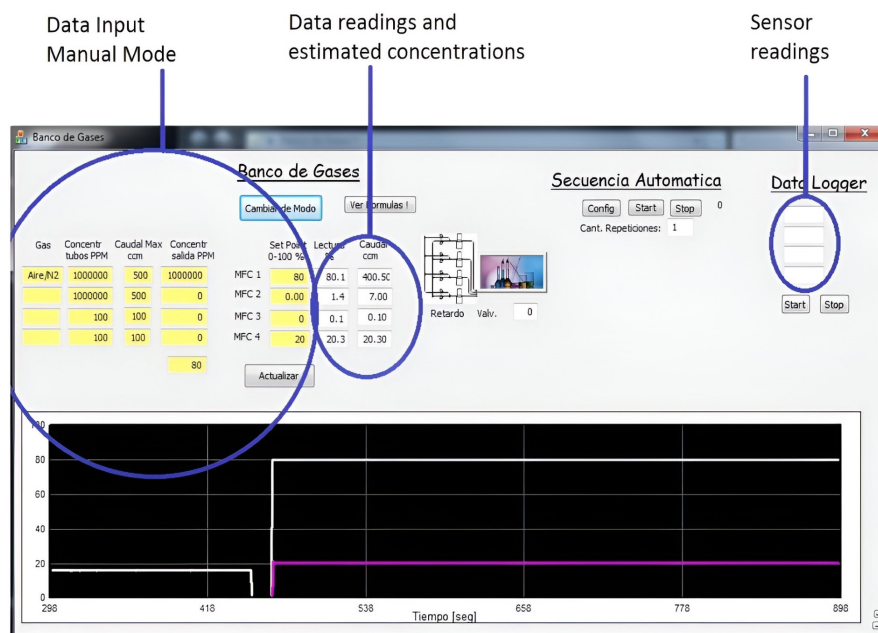 Data Input
Manual Mode
Data readings and
estimated concentrations
Sensor
readings
Banco de Gases
Banco de Gases
Cambiar de Modo
Ver Formulas !
Secuencia Automatica
Config Start Stop 0
Cant. Repeticiones: 1
Data Logger
Start Stop
Gas Concentr tubos PPM Caudal Max ccm Concentr salida PPM Set Point 0-100 % Lectura % Caudal ccm
Aire/N2 1000000 500 1000000 MFC 1 80 80.1 400.50
1000000 500 0 MFC 2 0.00 1.4 7.00
100 100 0 MFC 3 0 0.1 0.10
100 100 0 MFC 4 20 20.3 20.30
80
Actualizar
Retardo Valv. 0
100
80
60
40
20
0
298 418 538 658 778 898
Tiempo [seg]